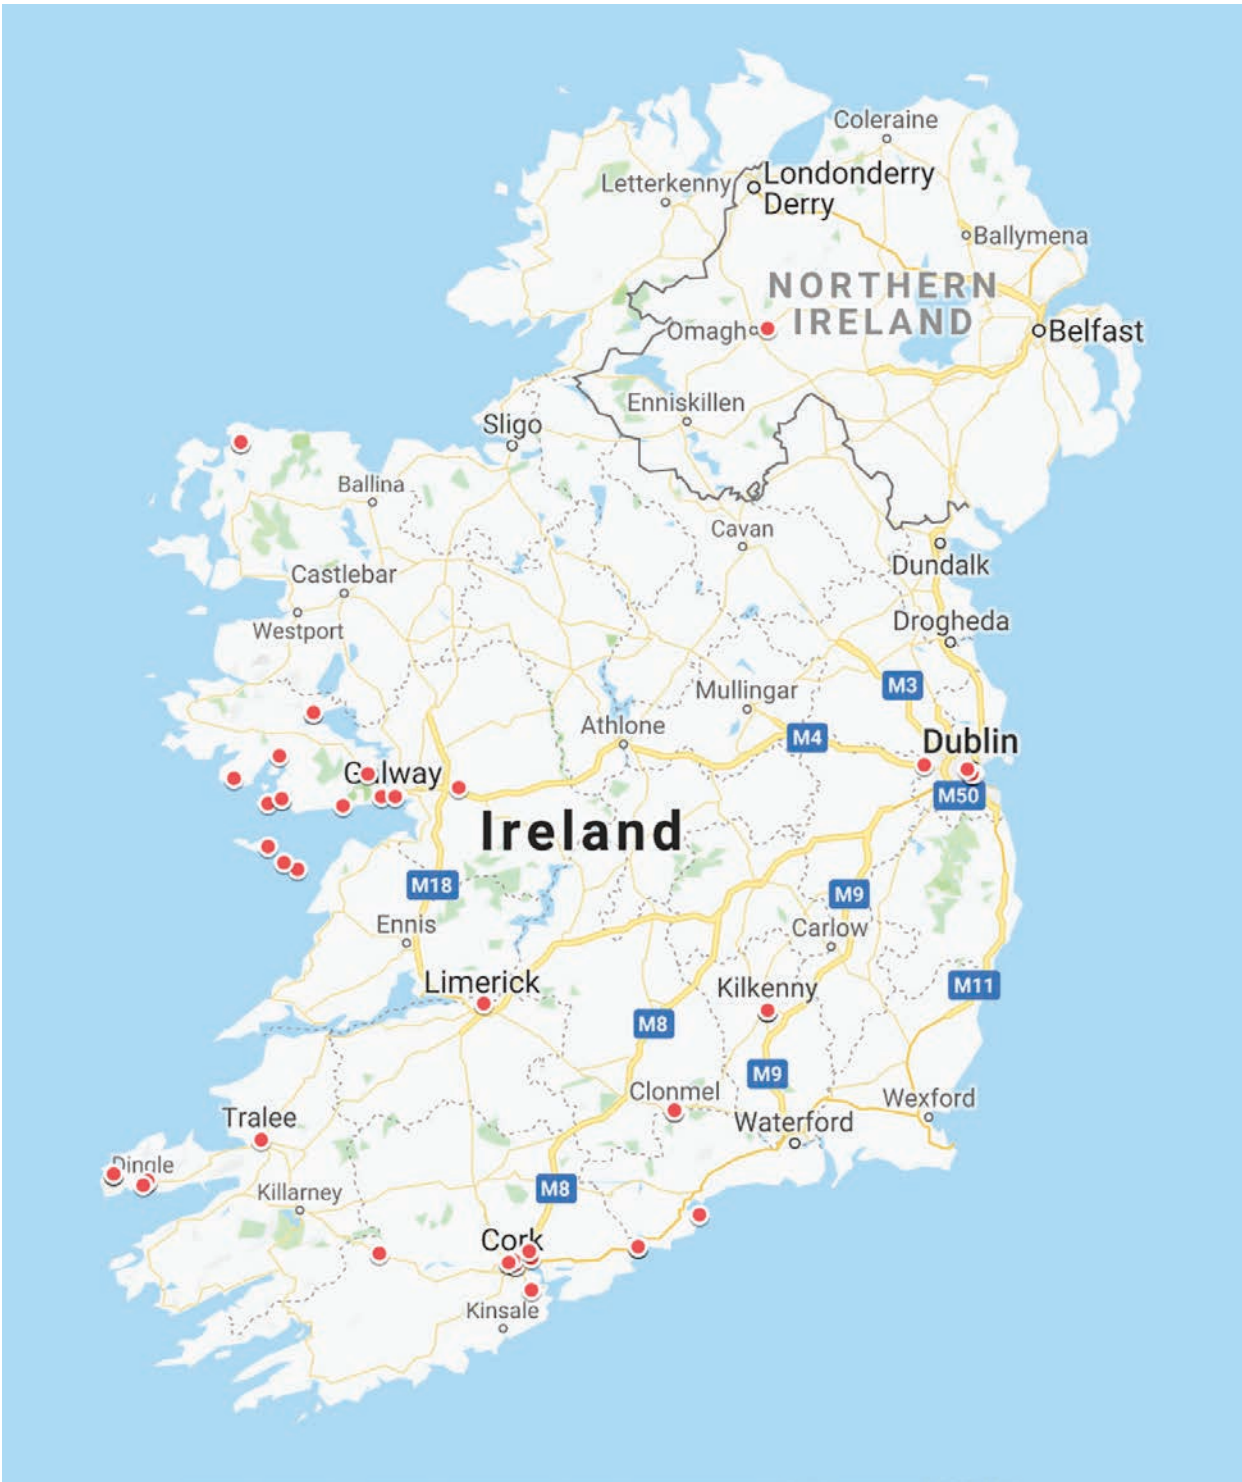 Coleraine
Londonderry
Derry
Letterkenny
Ballymena
NORTHERN
IRELAND
Omagh
Belfast
Enniskillen
Sligo
Ballina
Cavan
Castlebar
Dundalk
Westport
Drogheda
M3
Mullingar
Athlone
M4
Dublin
Galway
M50
Ireland
M18
M9
Ennis
Carlow
Limerick
Kilkenny
M11
M8
M9
Clonmel
Wexford
Tralee
Waterford
Dingle
Killarney
M8
Cork
Kinsale